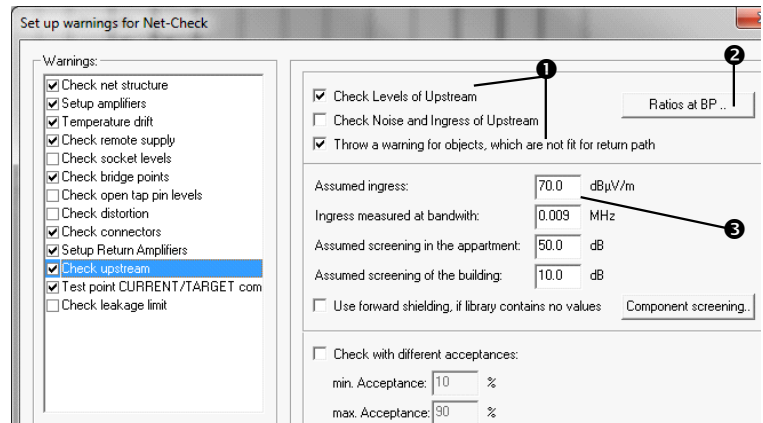 Set up warnings for Net-Check
Warnings:
Check net structure
Setup amplifiers
Temperature drift
Check remote supply
Check socket levels
Check bridge points
Check open tap pin levels
Check distortion
Check connectors
Setup Return Amplifiers
Check upstream
Test point CURRENT/TARGET com
Check leakage limit
❶
❷
Check Levels of Upstream
Ratios at BP ..
Check Noise and Ingress of Upstream
Throw a warning for objects, which are not fit for return path
Assumed ingress: 70.0 dBµV/m
❸
Ingress measured at bandwith: 0.009 MHz
Assumed screening in the appartment: 50.0 dB
Assumed screening of the building: 10.0 dB
Use forward shielding, if library contains no values Component screening..
Check with different acceptances:
min. Acceptance: 10 %
max. Acceptance: 90 %